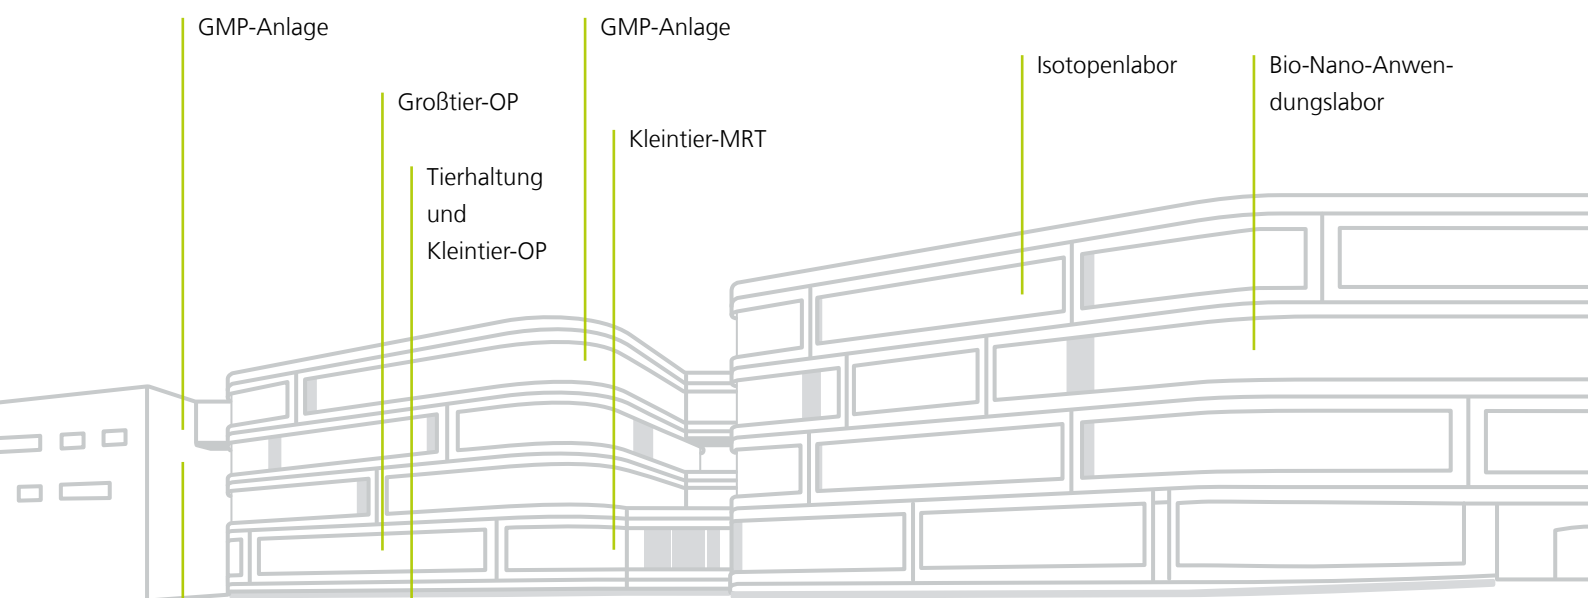 GMP-Anlage
GMP-Anlage
Isotopenlabor
Bio-Nano-Anwen-
dungslabor
Großtier-OP
Kleintier-MRT
Tierhaltung
und
Kleintier-OP